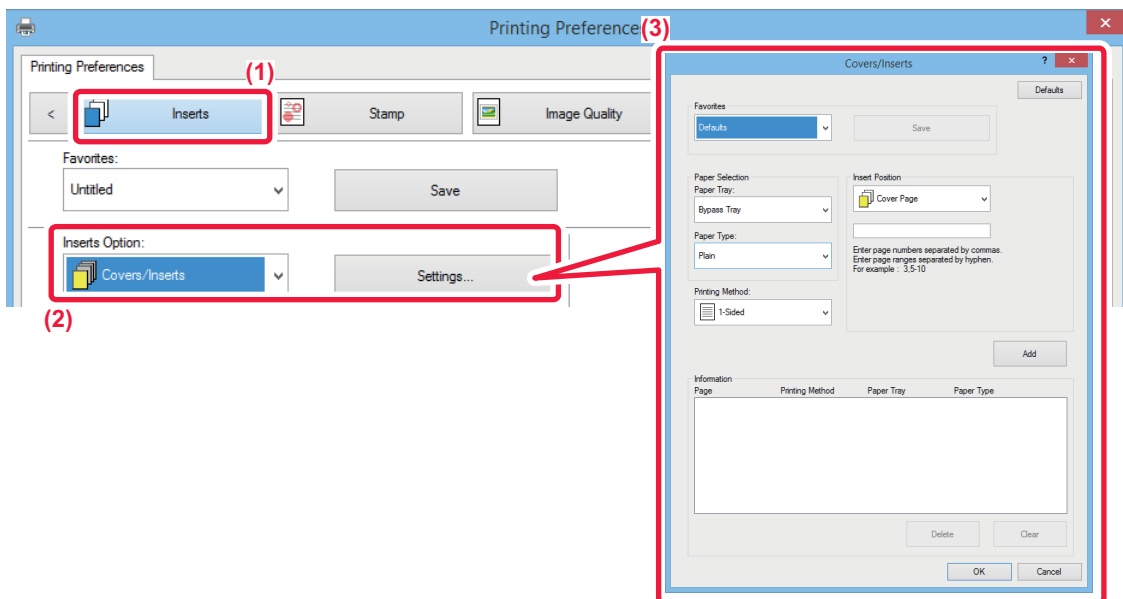 Printing Preference
(3)
×
Printing Preferences
(1)
<
Inserts
Stamp
Image Quality
Favorites:
Untitled
Save
Inserts Option:
Covers/Inserts
Settings...
(2)
Covers/Inserts
?
×
Defaults
Favorites
Defaults
Save
Paper Selection
Paper Tray:
Bypass Tray
Paper Type:
Plain
Printing Method:
1-Sided
Insert Position
Cover Page
Enter page numbers separated by commas.
Enter page ranges separated by hyphen.
For example : 3,5-10
Add
Information
Page Printing Method Paper Tray Paper Type
Delete
Clear
OK
Cancel